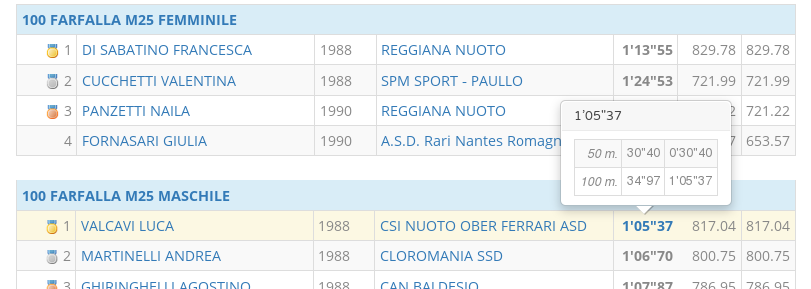 100 FARFALLA M25 FEMMINILE
1 DI SABATINO FRANCESCA 1988 REGGIANA NUOTO 1'13"55 829.78 829.78
2 CUCCHETTI VALENTINA 1988 SPM SPORT - PAULLO 1'24"53 721.99 721.99
3 PANZETTI NAILA 1990 REGGIANA NUOTO 2 721.22
4 FORNASARI GIULIA 1990 A.S.D. Rari Nantes Romagn 7 653.57
1'05"37
50 m. 30"40 0'30"40
100 m. 34"97 1'05"37
100 FARFALLA M25 MASCHILE
1 VALCAVI LUCA 1988 CSI NUOTO OBER FERRARI ASD 1'05"37 817.04 817.04
2 MARTINELLI ANDREA 1988 CLOROMANIA SSD 1'06"70 800.75 800.75
3 GHIRINGHELLI AGOSTINO 1988 CAN BALDESIO 1'07"87 786.95 786.95